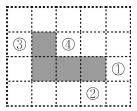 ③ ④
①
②